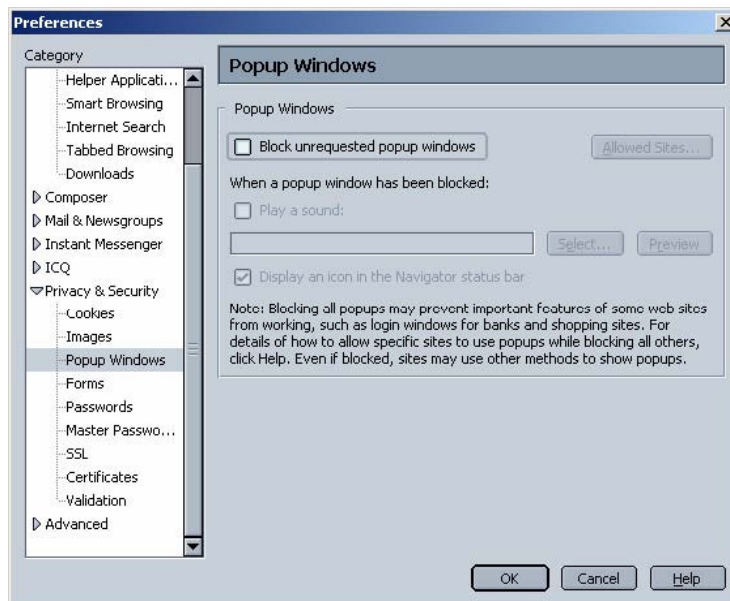 Preferences
Category
Helper Applicati...
Smart Browsing
Internet Search
Tabbed Browsing
Downloads
Composer
Mail & Newsgroups
Instant Messenger
ICQ
Privacy & Security
Cookies
Images
Popup Windows
Forms
Passwords
Master Passwo...
SSL
Certificates
Validation
Advanced
Popup Windows
Popup Windows
Block unrequested popup windows
Allowed Sites...
When a popup window has been blocked:
Play a sound:
Select...
Preview
Display an icon in the Navigator status bar
Note: Blocking all popups may prevent important features of some web sites
from working, such as login windows for banks and shopping sites. For
details of how to allow specific sites to use popups while blocking all others,
click Help. Even if blocked, sites may use other methods to show popups.
OK
Cancel
Help